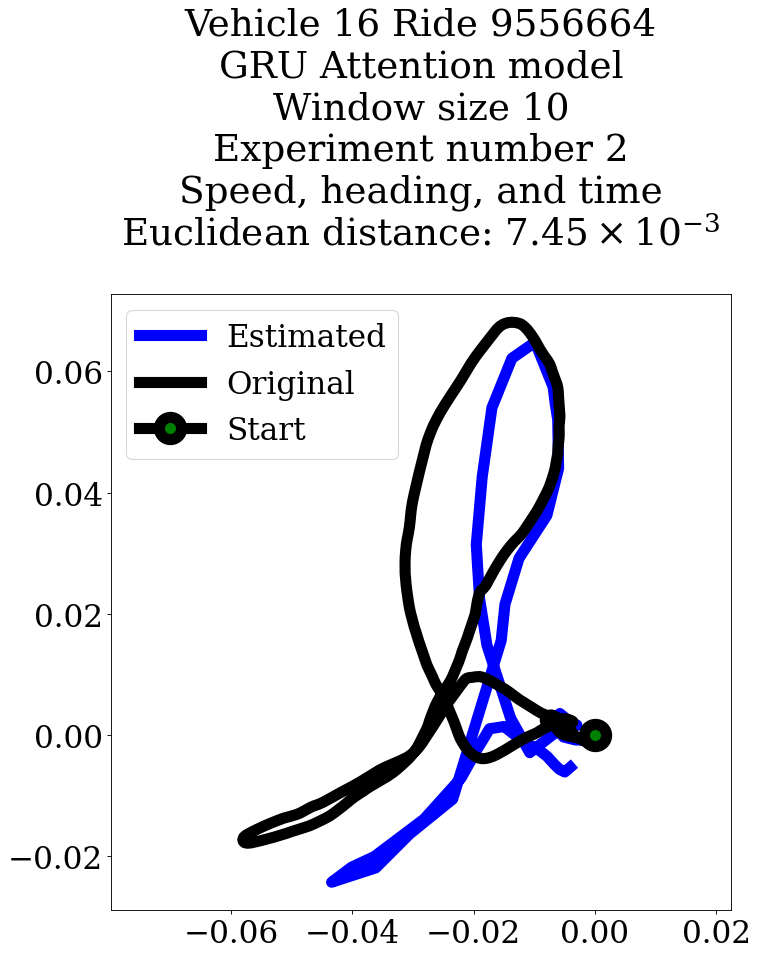 Vehicle 16 Ride 9556664
GRU Attention model
Window size 10
Experiment number 2
Speed, heading, and time
Euclidean distance: 7.45 × 10⁻³
Estimated
Original
Start
0.06
0.04
0.02
0.00
−0.02
−0.06 −0.04 −0.02 0.00 0.02